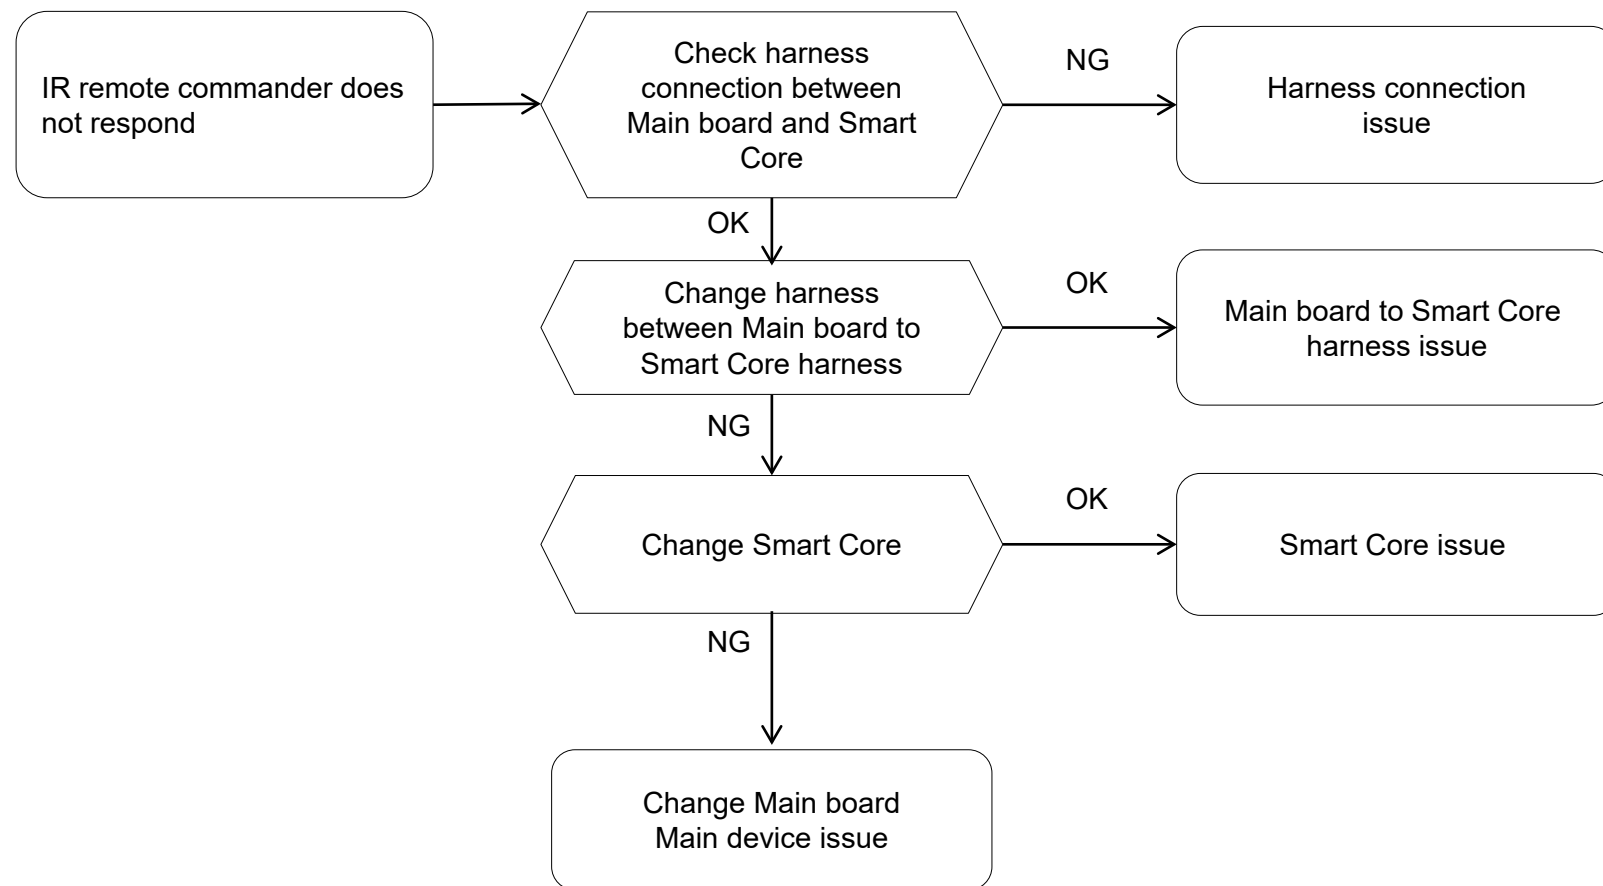 IR remote commander does
not respond
Check harness
connection between
Main board and Smart
Core
NG
Harness connection
issue
OK
Change harness
between Main board to
Smart Core harness
OK
Main board to Smart Core
harness issue
NG
Change Smart Core
OK
Smart Core issue
NG
Change Main board
Main device issue